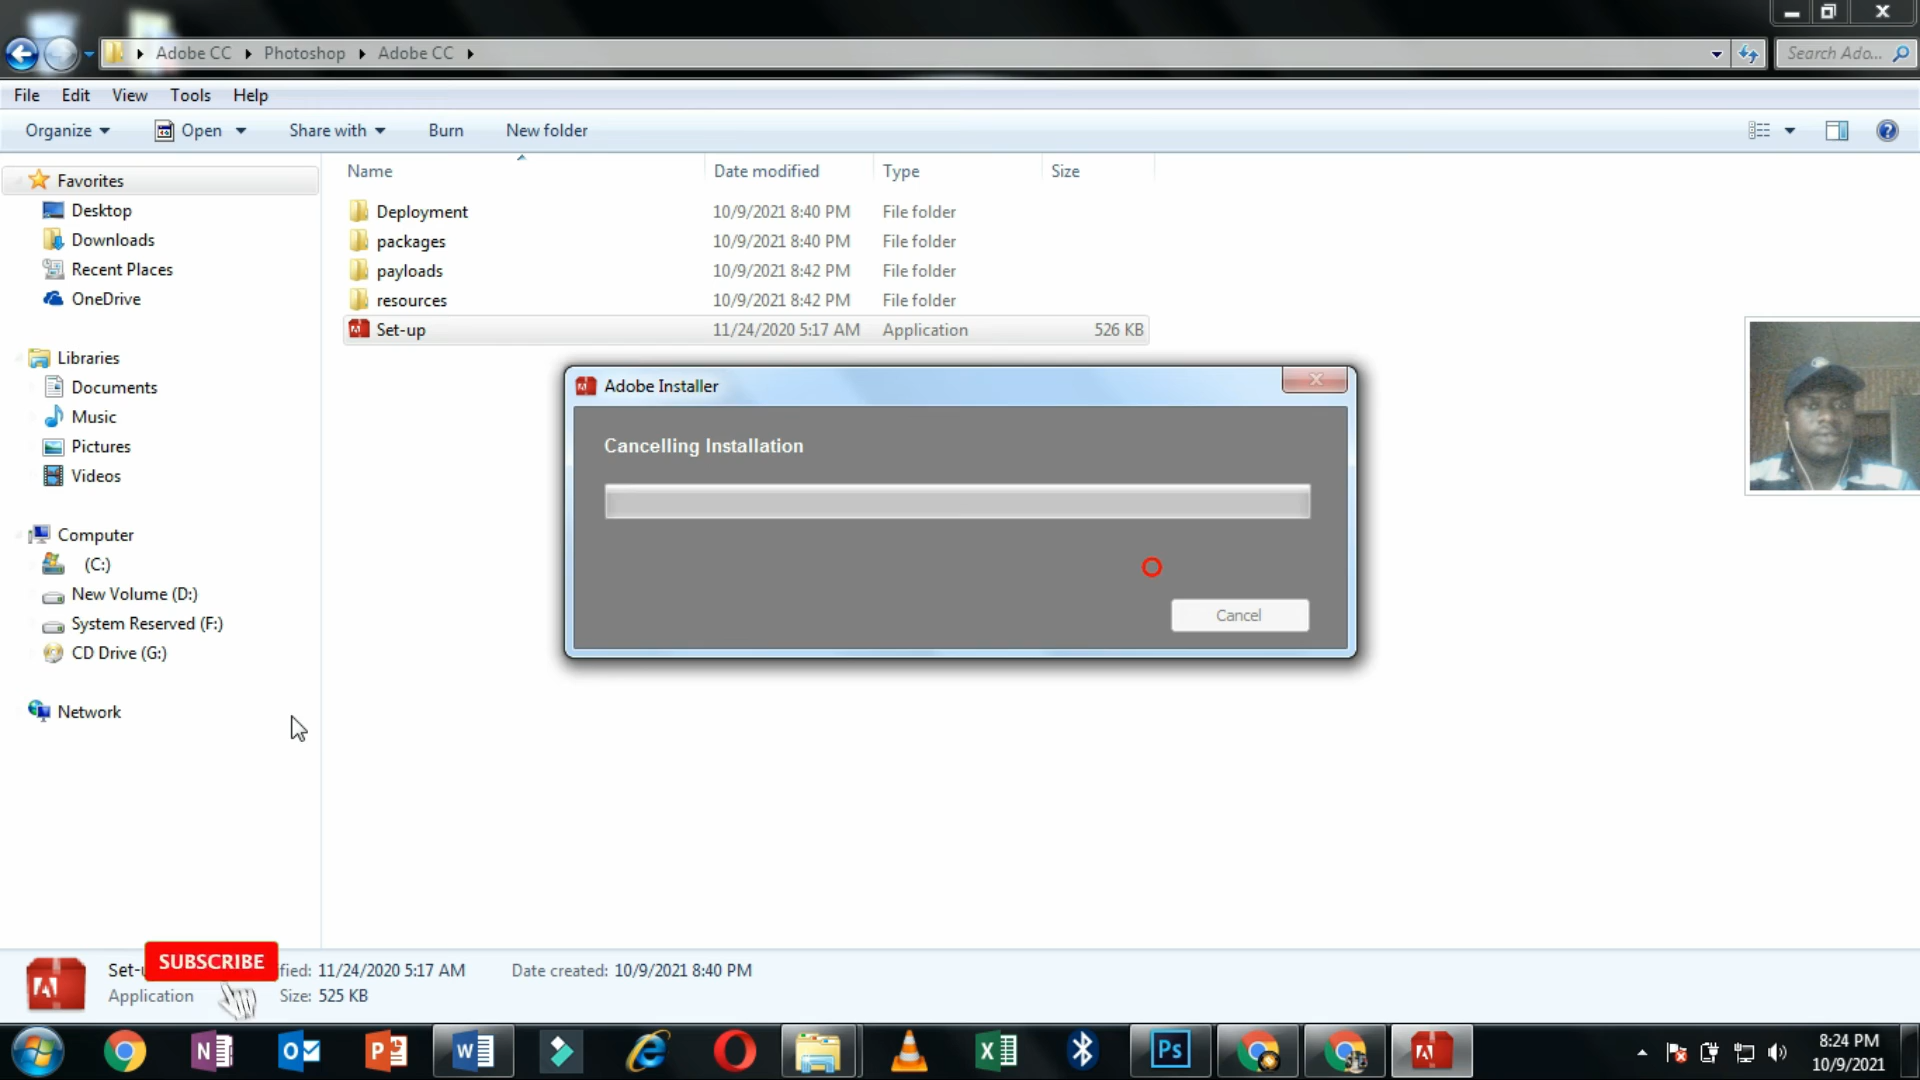 Adobe CC Photoshop Adobe CC Search Ado...
File Edit View Tools Help
Organize Open Share with Burn New folder
Name Date modified Type Size
Favorites
Desktop
Downloads
Recent Places
OneDrive
Libraries
Documents
Music
Pictures
Videos
Computer
(C:)
New Volume (D:)
System Reserved (F:)
CD Drive (G:)
Network
Deployment 10/9/2021 8:40 PM File folder
packages 10/9/2021 8:40 PM File folder
payloads 10/9/2021 8:42 PM File folder
resources 10/9/2021 8:42 PM File folder
Set-up 11/24/2020 5:17 AM Application 526 KB
Adobe Installer
Cancelling Installation
Cancel
SUBSCRIBE
Set-u fied: 11/24/2020 5:17 AM Date created: 10/9/2021 8:40 PM
Application Size: 525 KB
8:24 PM
10/9/2021